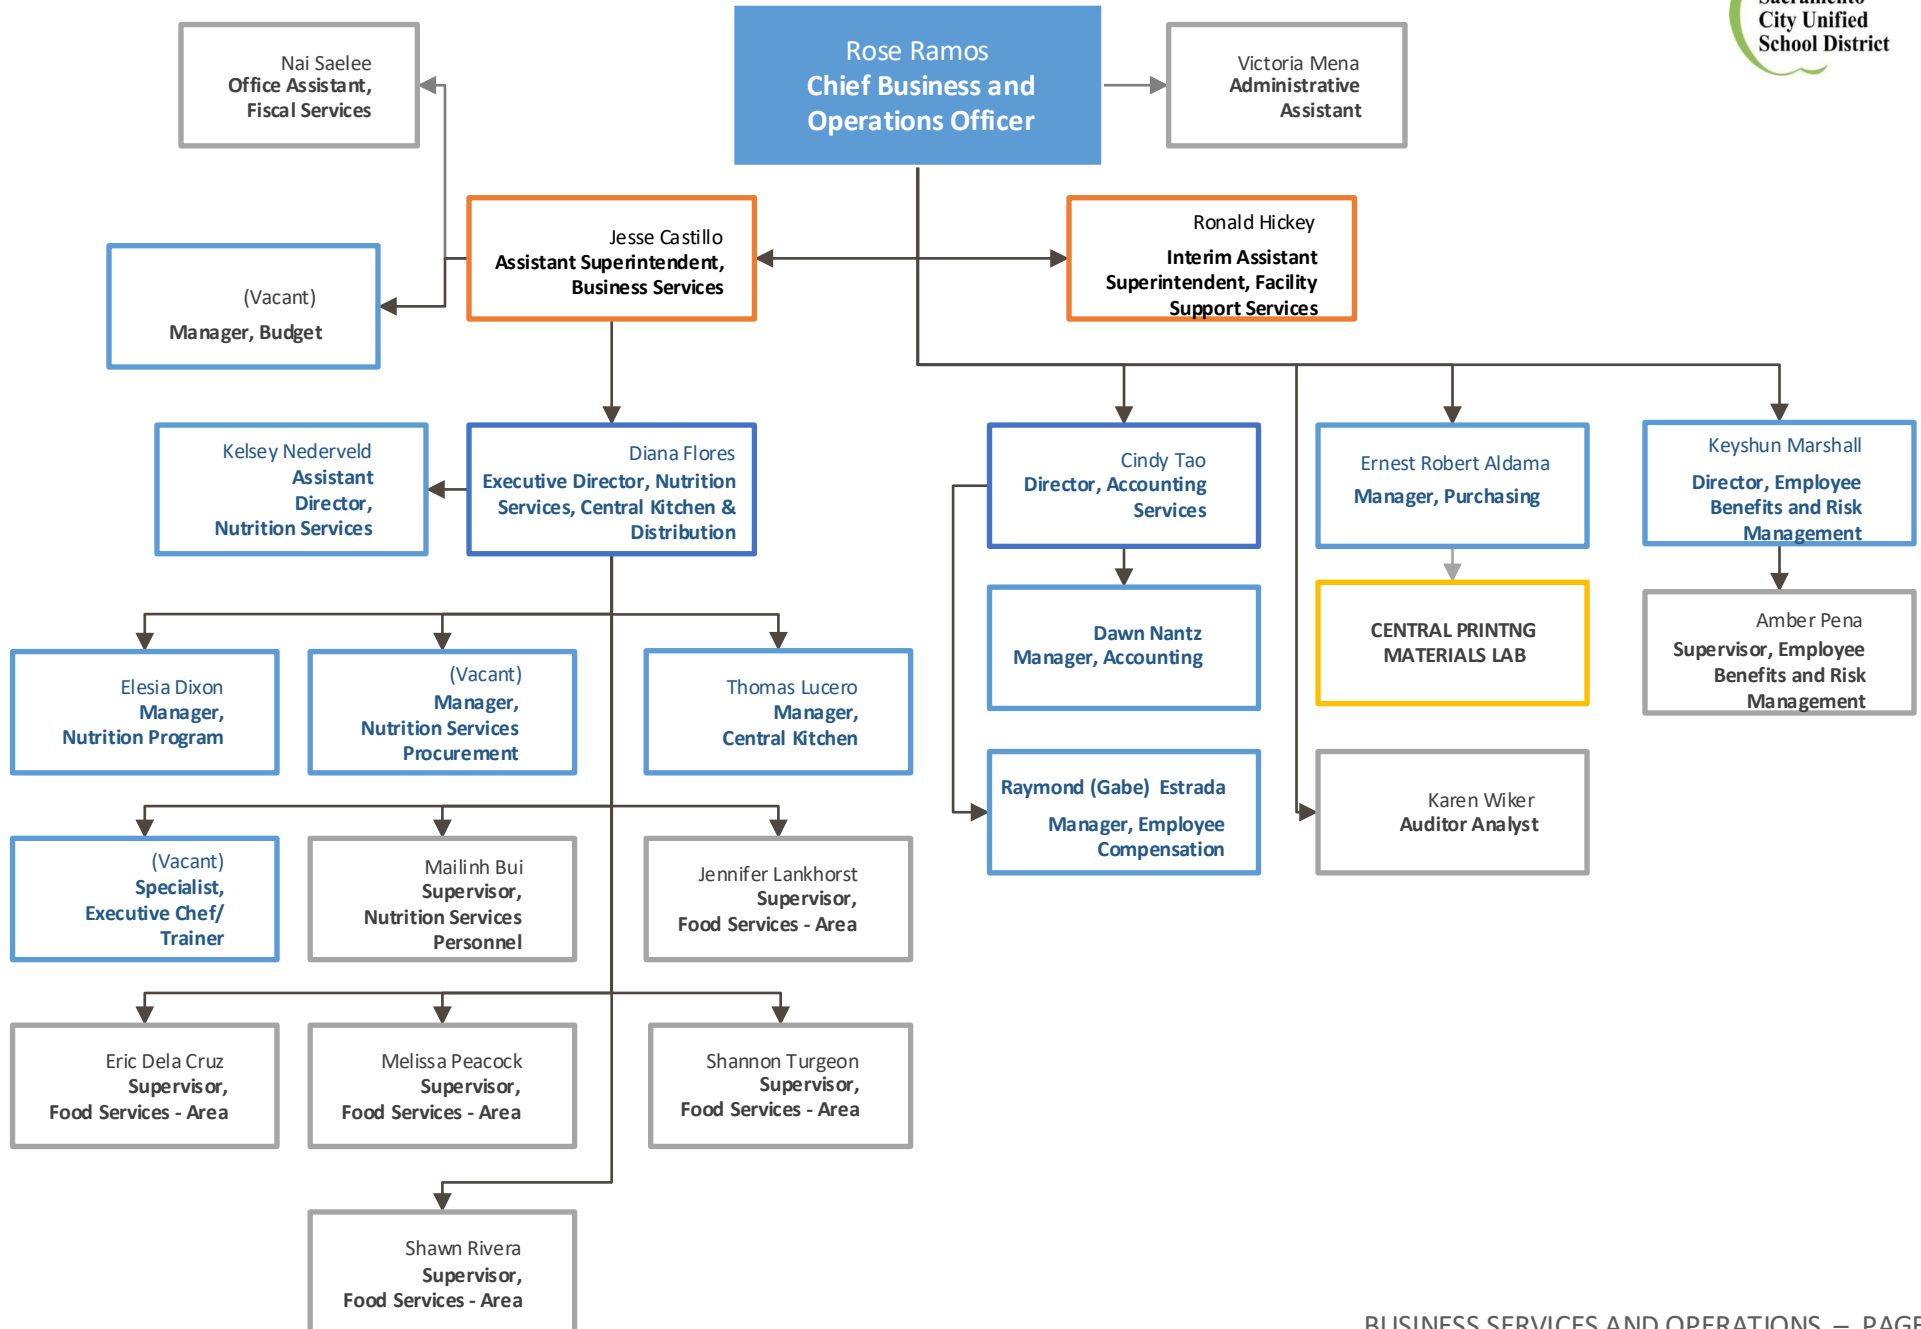 Sacramento
City Unified
School District
Nai Saelee
Office Assistant,
Fiscal Services
Rose Ramos
Chief Business and
Operations Officer
Victoria Mena
Administrative
Assistant
Jesse Castillo
Assistant Superintendent,
Business Services
Ronald Hickey
Interim Assistant
Superintendent, Facility
Support Services
(Vacant)
Manager, Budget
Kelsey Nederveld
Assistant
Director,
Nutrition Services
Diana Flores
Executive Director, Nutrition
Services, Central Kitchen &
Distribution
Cindy Tao
Director, Accounting
Services
Ernest Robert Aldama
Manager, Purchasing
Keyshun Marshall
Director, Employee
Benefits and Risk
Management
Dawn Nantz
Manager, Accounting
CENTRAL PRINTNG
MATERIALS LAB
Amber Pena
Supervisor, Employee
Benefits and Risk
Management
Elesia Dixon
Manager,
Nutrition Program
(Vacant)
Manager,
Nutrition Services
Procurement
Thomas Lucero
Manager,
Central Kitchen
Raymond (Gabe) Estrada
Manager, Employee
Compensation
Karen Wiker
Auditor Analyst
(Vacant)
Specialist,
Executive Chef/
Trainer
Mailinh Bui
Supervisor,
Nutrition Services
Personnel
Jennifer Lankhorst
Supervisor,
Food Services - Area
Eric Dela Cruz
Supervisor,
Food Services - Area
Melissa Peacock
Supervisor,
Food Services - Area
Shannon Turgeon
Supervisor,
Food Services - Area
Shawn Rivera
Supervisor,
Food Services - Area
BUSINESS SERVICES AND OPERATIONS – PAGE